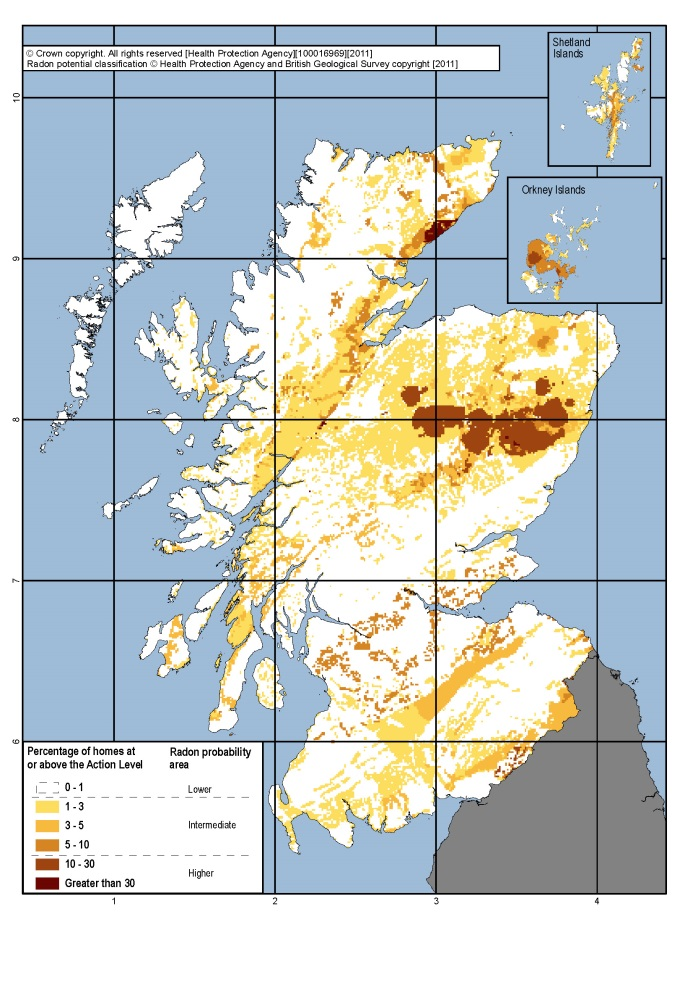 © Crown copyright. All rights reserved [Health Protection Agency][100016969][2011]
Radon potential classification © Health Protection Agency and British Geological Survey copyright [2011]
Shetland
Islands
Orkney Islands
10
9
8
7
6
Percentage of homes at
or above the Action Level
Radon probability
area
0 - 1
Lower
1 - 3
3 - 5
Intermediate
5 - 10
10 - 30
Higher
Greater than 30
1
2
3
4